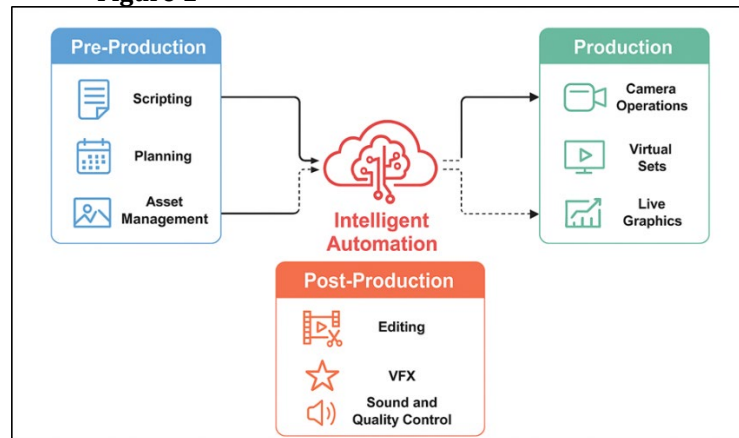 Pre-Production
Scripting
Planning
Asset
Management
Intelligent
Automation
Production
Camera
Operations
Virtual
Sets
Live
Graphics
Post-Production
Editing
VFX
Sound and
Quality Control